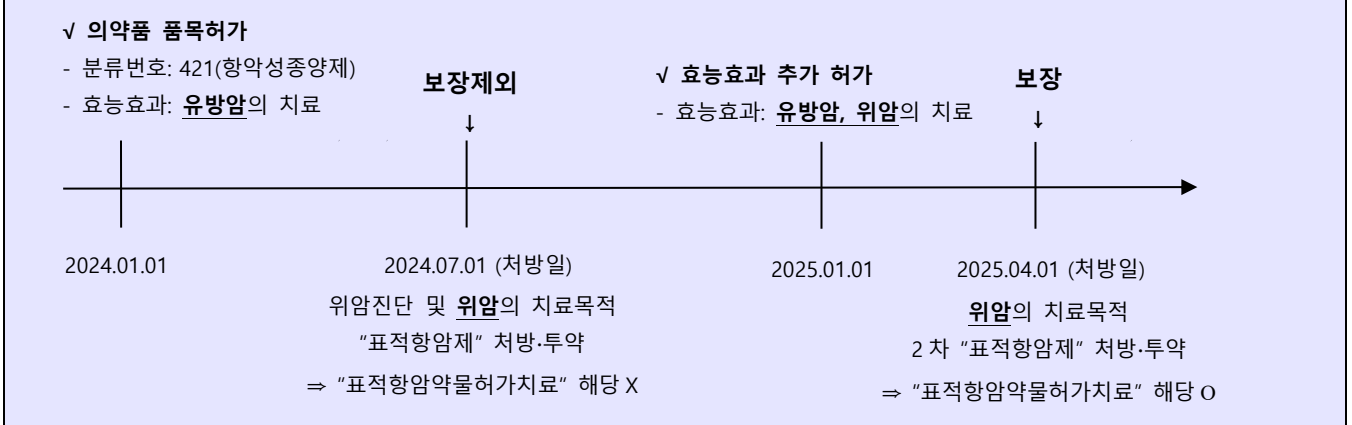 √ 의약품 품목허가
- 분류번호: 421(항악성종양제)
- 효능효과: 유방암의 치료
보장제외
↓
√ 효능효과 추가 허가
- 효능효과: 유방암, 위암의 치료
보장
↓
2024.01.01
2024.07.01 (처방일)
위암진단 및 위암의 치료목적
“표적항암제” 처방·투약
⇒ “표적항암약물허가치료” 해당 X
2025.01.01
2025.04.01 (처방일)
위암의 치료목적
2 차 “표적항암제” 처방·투약
⇒ “표적항암약물허가치료” 해당 O